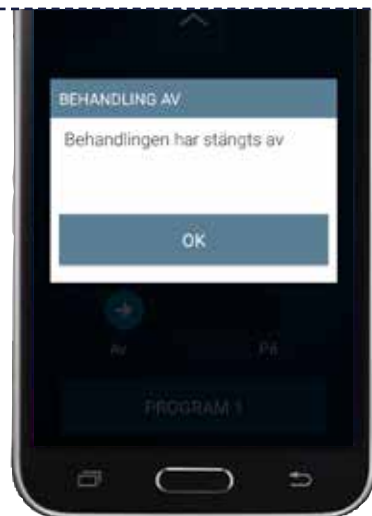 BEHANDLING AV
Behandlingen har stängts av
OK
Av
På
PROGRAM 1